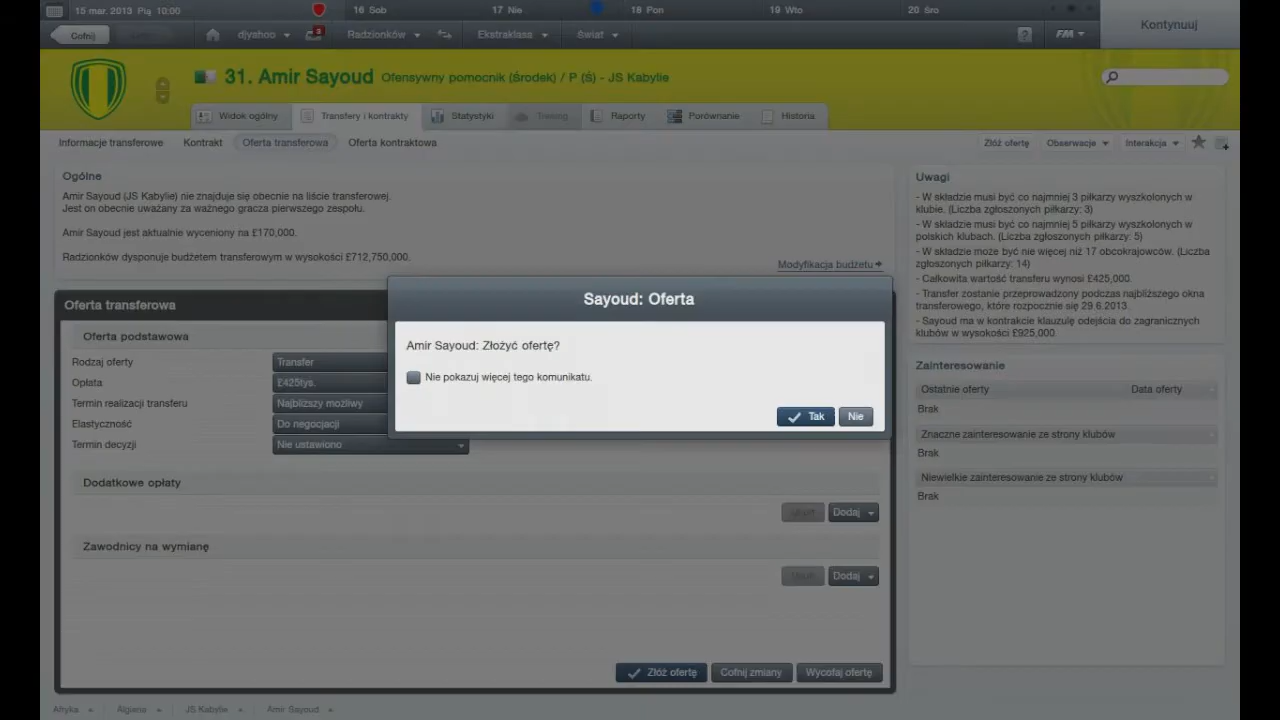 15 mar. 2013 Pią 10:00
16 Sob
17 Nie
18 Pon
19 Wto
20 Śro
Kontynuuj
Cofnij
djyahoo
3
Radzionków
Ekstraklasa
Świat
?
FM
31. Amir Sayoud Ofensywny pomocnik (Środek) / P (Ś) - JS Kabylie
Widok ogólny
Transfery i kontrakty
Statystyki
Trening
Raporty
Porównanie
Historia
Informacje transferowe
Kontrakt
Oferta transferowa
Oferta kontraktowa
Złóż ofertę
Obserwacje
Interakcja
Ogólne
Amir Sayoud (JS Kabylie) nie znajduje się obecnie na liście transferowej.
Jest on obecnie uważany za ważnego gracza pierwszego zespołu.
Amir Sayoud jest aktualnie wyceniony na £170,000.
Radzionków dysponuje budżetem transferowym w wysokości £712,750,000.
Modyfikacja budżetu
Oferta transferowa
Oferta podstawowa
Rodzaj oferty
Transfer
Opłata
£425tys.
Termin realizacji transferu
Najbliższy możliwy
Elastyczność
Do negocjacji
Termin decyzji
Nie ustawiono
Dodatkowe opłaty
Usuń
Dodaj
Zawodnicy na wymianę
Usuń
Dodaj
Złóż ofertę
Cofnij zmiany
Wycofaj ofertę
Sayoud: Oferta
Amir Sayoud: Złożyć ofertę?
Nie pokazuj więcej tego komunikatu.
Tak
Nie
Uwagi
- W składzie musi być co najmniej 3 piłkarzy wyszkolonych w
klubie. (Liczba zgłoszonych piłkarzy: 3)
- W składzie musi być co najmniej 5 piłkarzy wyszkolonych w
polskich klubach. (Liczba zgłoszonych piłkarzy: 5)
- W składzie może być nie więcej niż 17 obcokrajowców. (Liczba
zgłoszonych piłkarzy: 14)
- Całkowita wartość transferu wynosi £425,000.
- Transfer zostanie przeprowadzony podczas najbliższego okna
transferowego, które rozpocznie się 29.6.2013.
- Sayoud ma w kontrakcie klauzulę odejścia do zagranicznych
klubów w wysokości £925,000.
Zainteresowanie
Ostatnie oferty
Data oferty
Brak
Znaczne zainteresowanie ze strony klubów
Brak
Niewielkie zainteresowanie ze strony klubów
Brak
Afryka
Algieria
JS Kabylie
Amir Sayoud